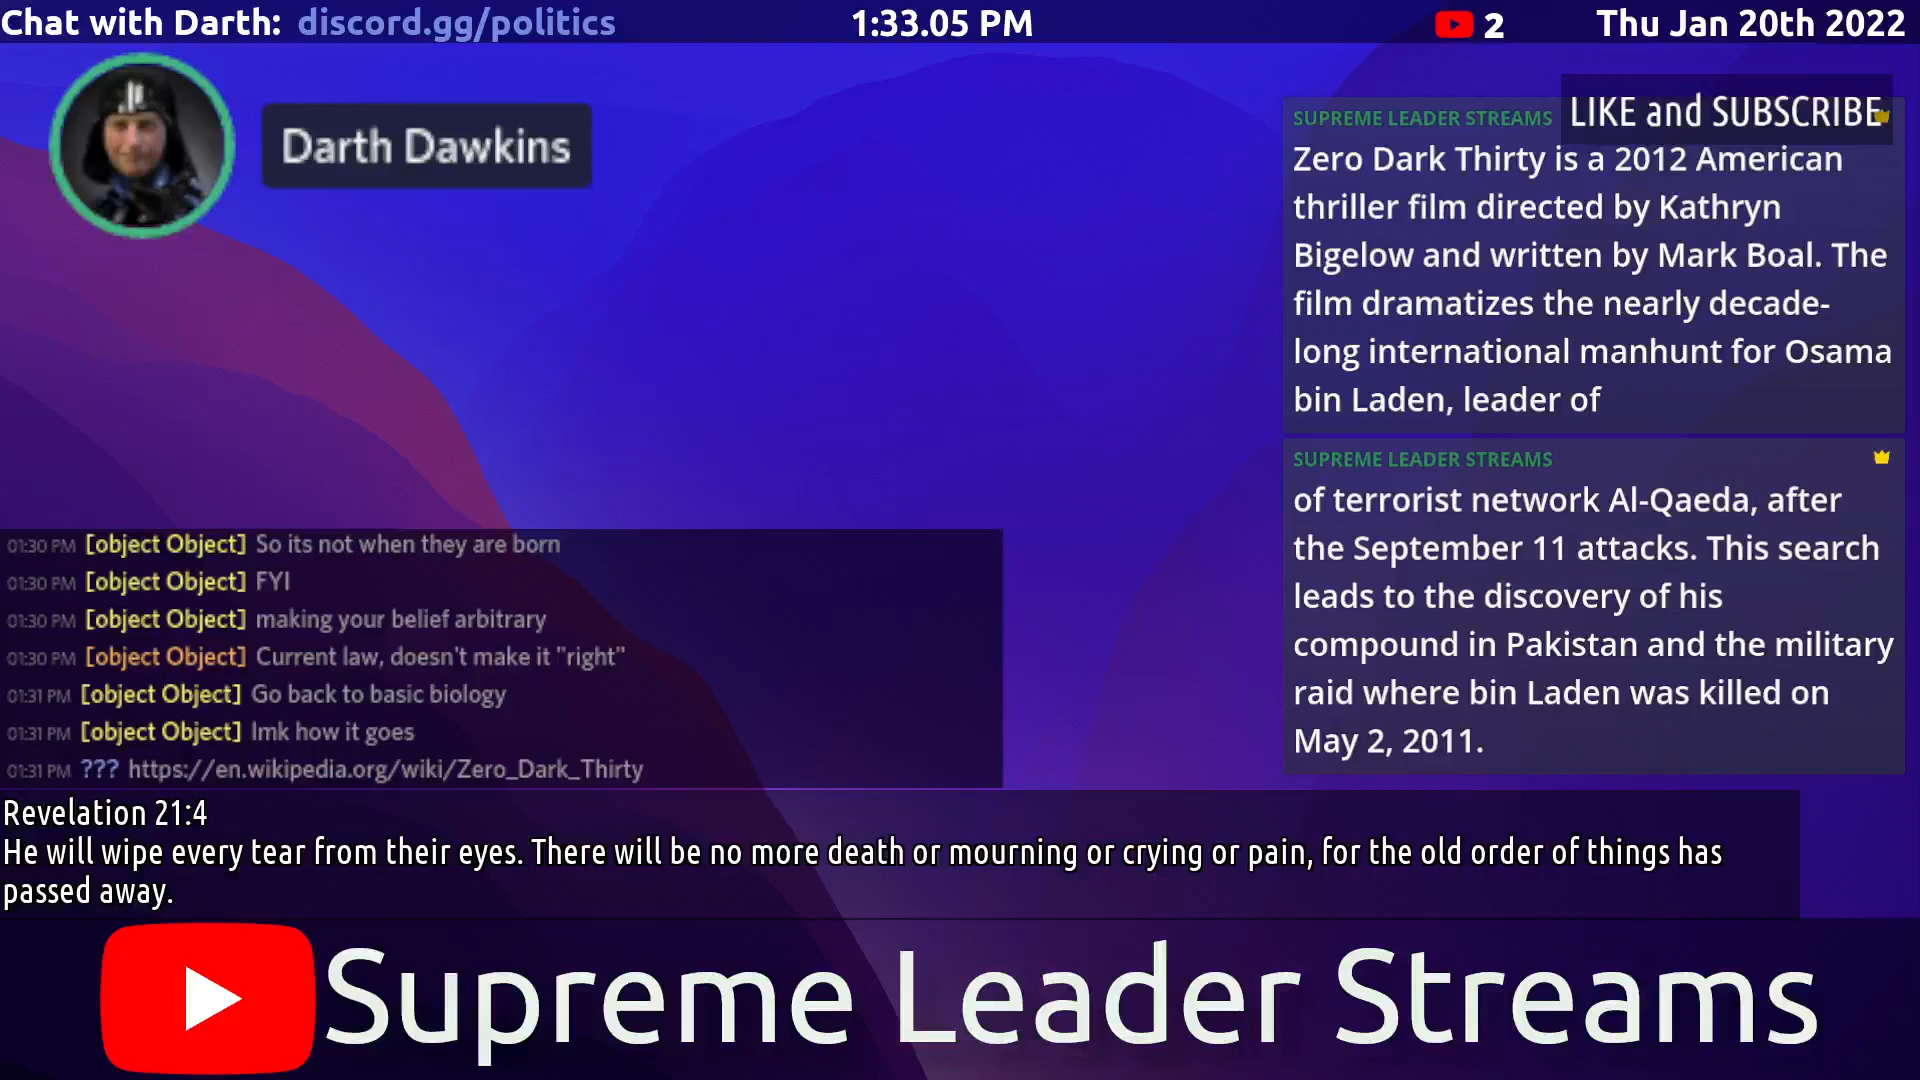 Chat with Darth: discord.gg/politics 1:33.05 PM 2 Thu Jan 20th 2022
Darth Dawkins
LIKE and SUBSCRIBE
SUPREME LEADER STREAMS
Zero Dark Thirty is a 2012 American
thriller film directed by Kathryn
Bigelow and written by Mark Boal. The
film dramatizes the nearly decade-
long international manhunt for Osama
bin Laden, leader of
SUPREME LEADER STREAMS
of terrorist network Al-Qaeda, after
the September 11 attacks. This search
leads to the discovery of his
compound in Pakistan and the military
raid where bin Laden was killed on
May 2, 2011.
01:30 PM [object Object] So its not when they are born
01:30 PM [object Object] FYI
01:30 PM [object Object] making your belief arbitrary
01:30 PM [object Object] Current law, doesn't make it "right"
01:31 PM [object Object] Go back to basic biology
01:31 PM [object Object] lmk how it goes
01:31 PM ??? https://en.wikipedia.org/wiki/Zero_Dark_Thirty
Revelation 21:4
He will wipe every tear from their eyes. There will be no more death or mourning or crying or pain, for the old order of things has
passed away.
Supreme Leader Streams